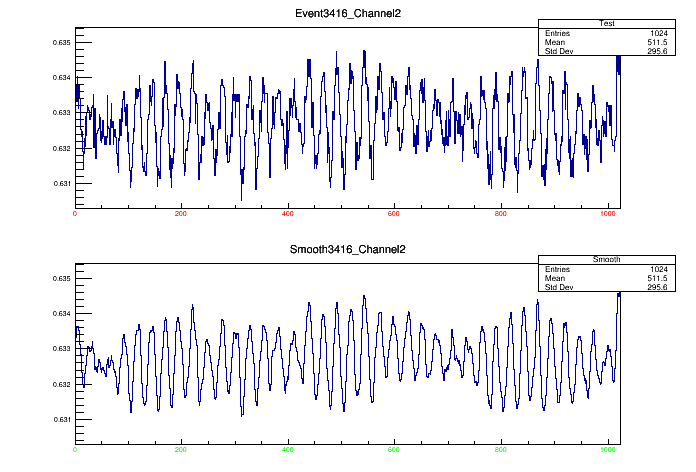 Event3416_Channel2
Test
Entries 1024
Mean 511.5
Std Dev 295.6
0.635
0.634
0.633
0.632
0.631
0 200 400 600 800 1000
Smooth3416_Channel2
Smooth
Entries 1024
Mean 511.5
Std Dev 295.6
0.635
0.634
0.633
0.632
0.631
0 200 400 600 800 1000